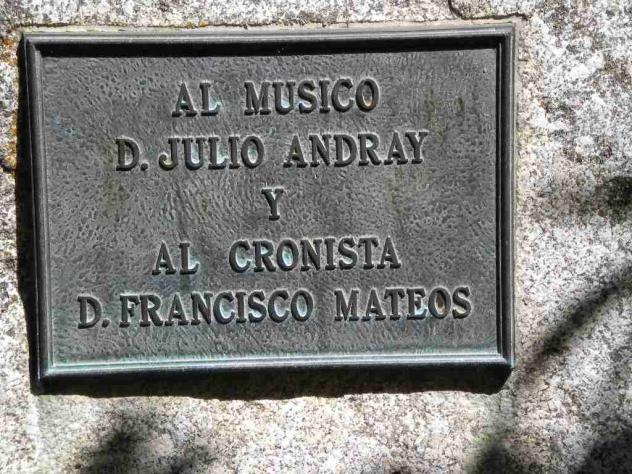 AL MUSICO
D. JULIO ANDRAY
Y
AL CRONISTA
D. FRANCISCO MATEOS